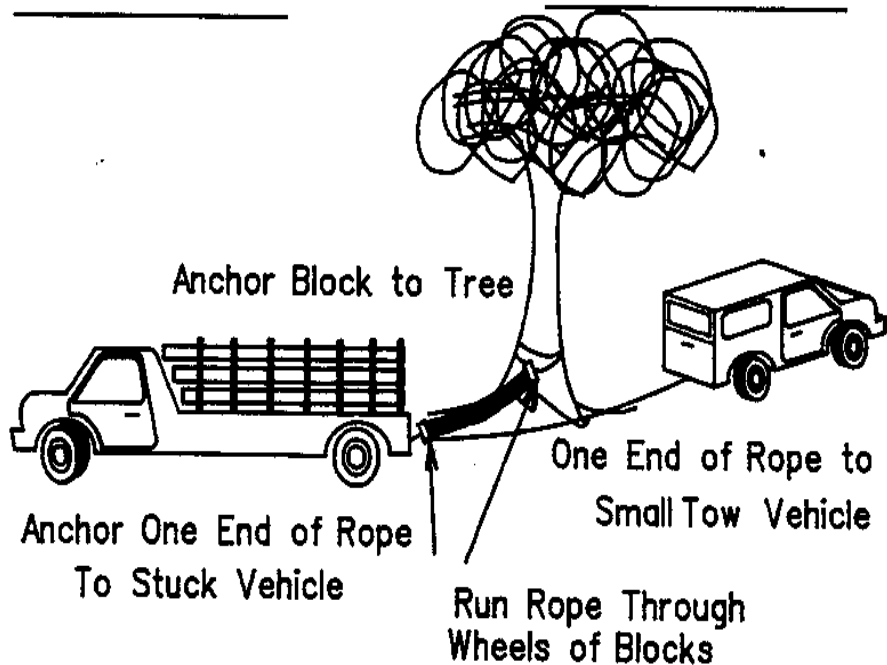 Anchor Block to Tree
One End of Rope to
Small Tow Vehicle
Anchor One End of Rope
To Stuck Vehicle
Run Rope Through
Wheels of Blocks